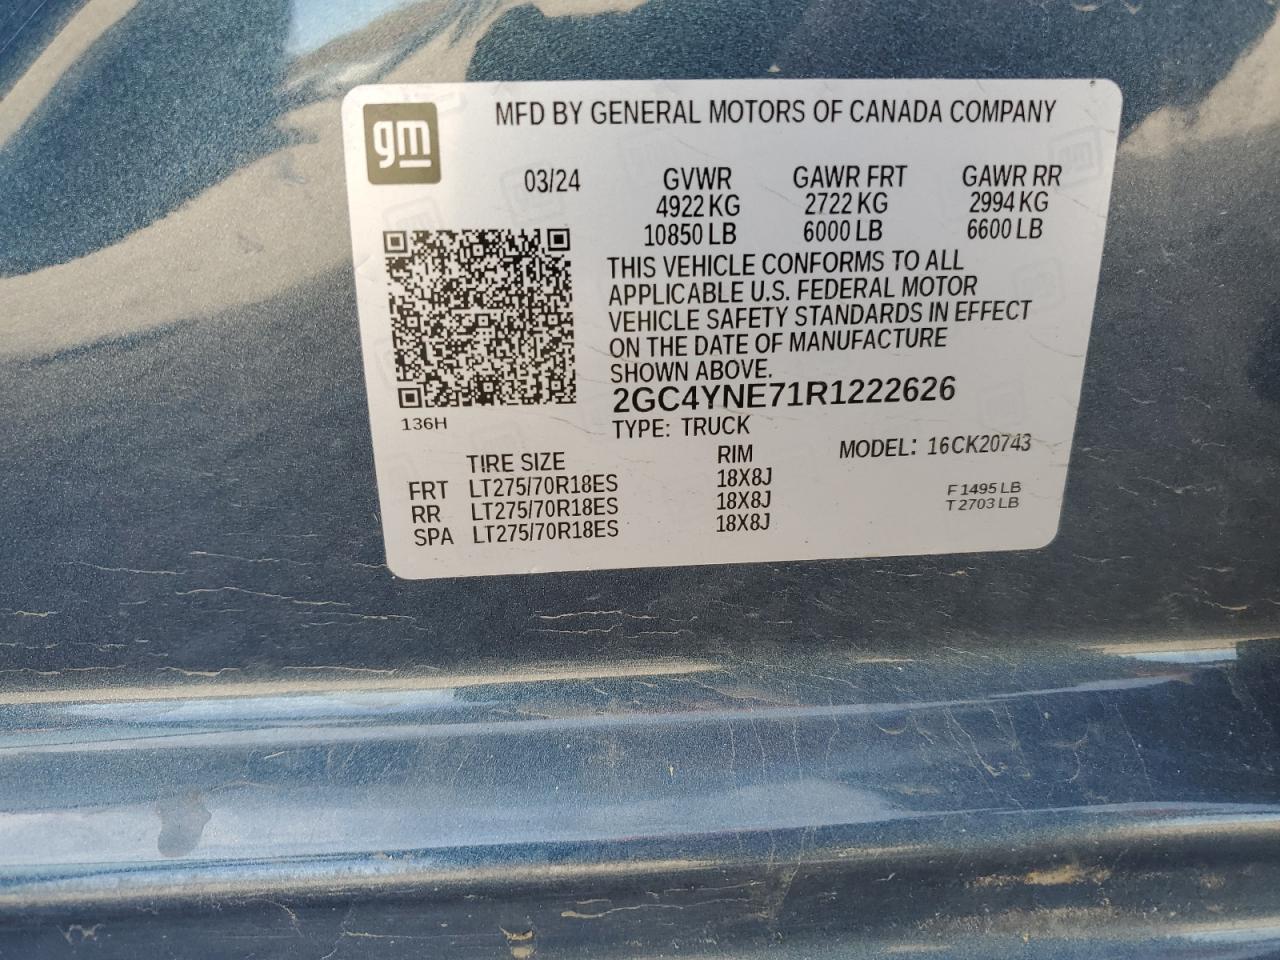 gm
MFD BY GENERAL MOTORS OF CANADA COMPANY
03/24 GVWR GAWR FRT GAWR RR
4922 KG 2722 KG 2994 KG
10850 LB 6000 LB 6600 LB
THIS VEHICLE CONFORMS TO ALL
APPLICABLE U.S. FEDERAL MOTOR
VEHICLE SAFETY STANDARDS IN EFFECT
ON THE DATE OF MANUFACTURE
SHOWN ABOVE.
2GC4YNE71R1222626
136H
TYPE: TRUCK
MODEL: 16CK20743
TIRE SIZE RIM
FRT LT275/70R18ES 18X8J
RR LT275/70R18ES 18X8J
SPA LT275/70R18ES 18X8J
F 1495 LB
T 2703 LB